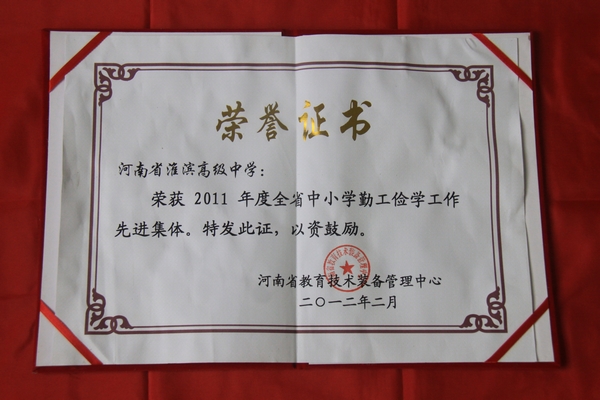 荣誉证书
河南省淮滨高级中学：
荣获 2011 年度全省中小学勤工俭学工作
先进集体。特发此证，以资鼓励。
河南省教育技术装备管理中心
二〇一二年二月